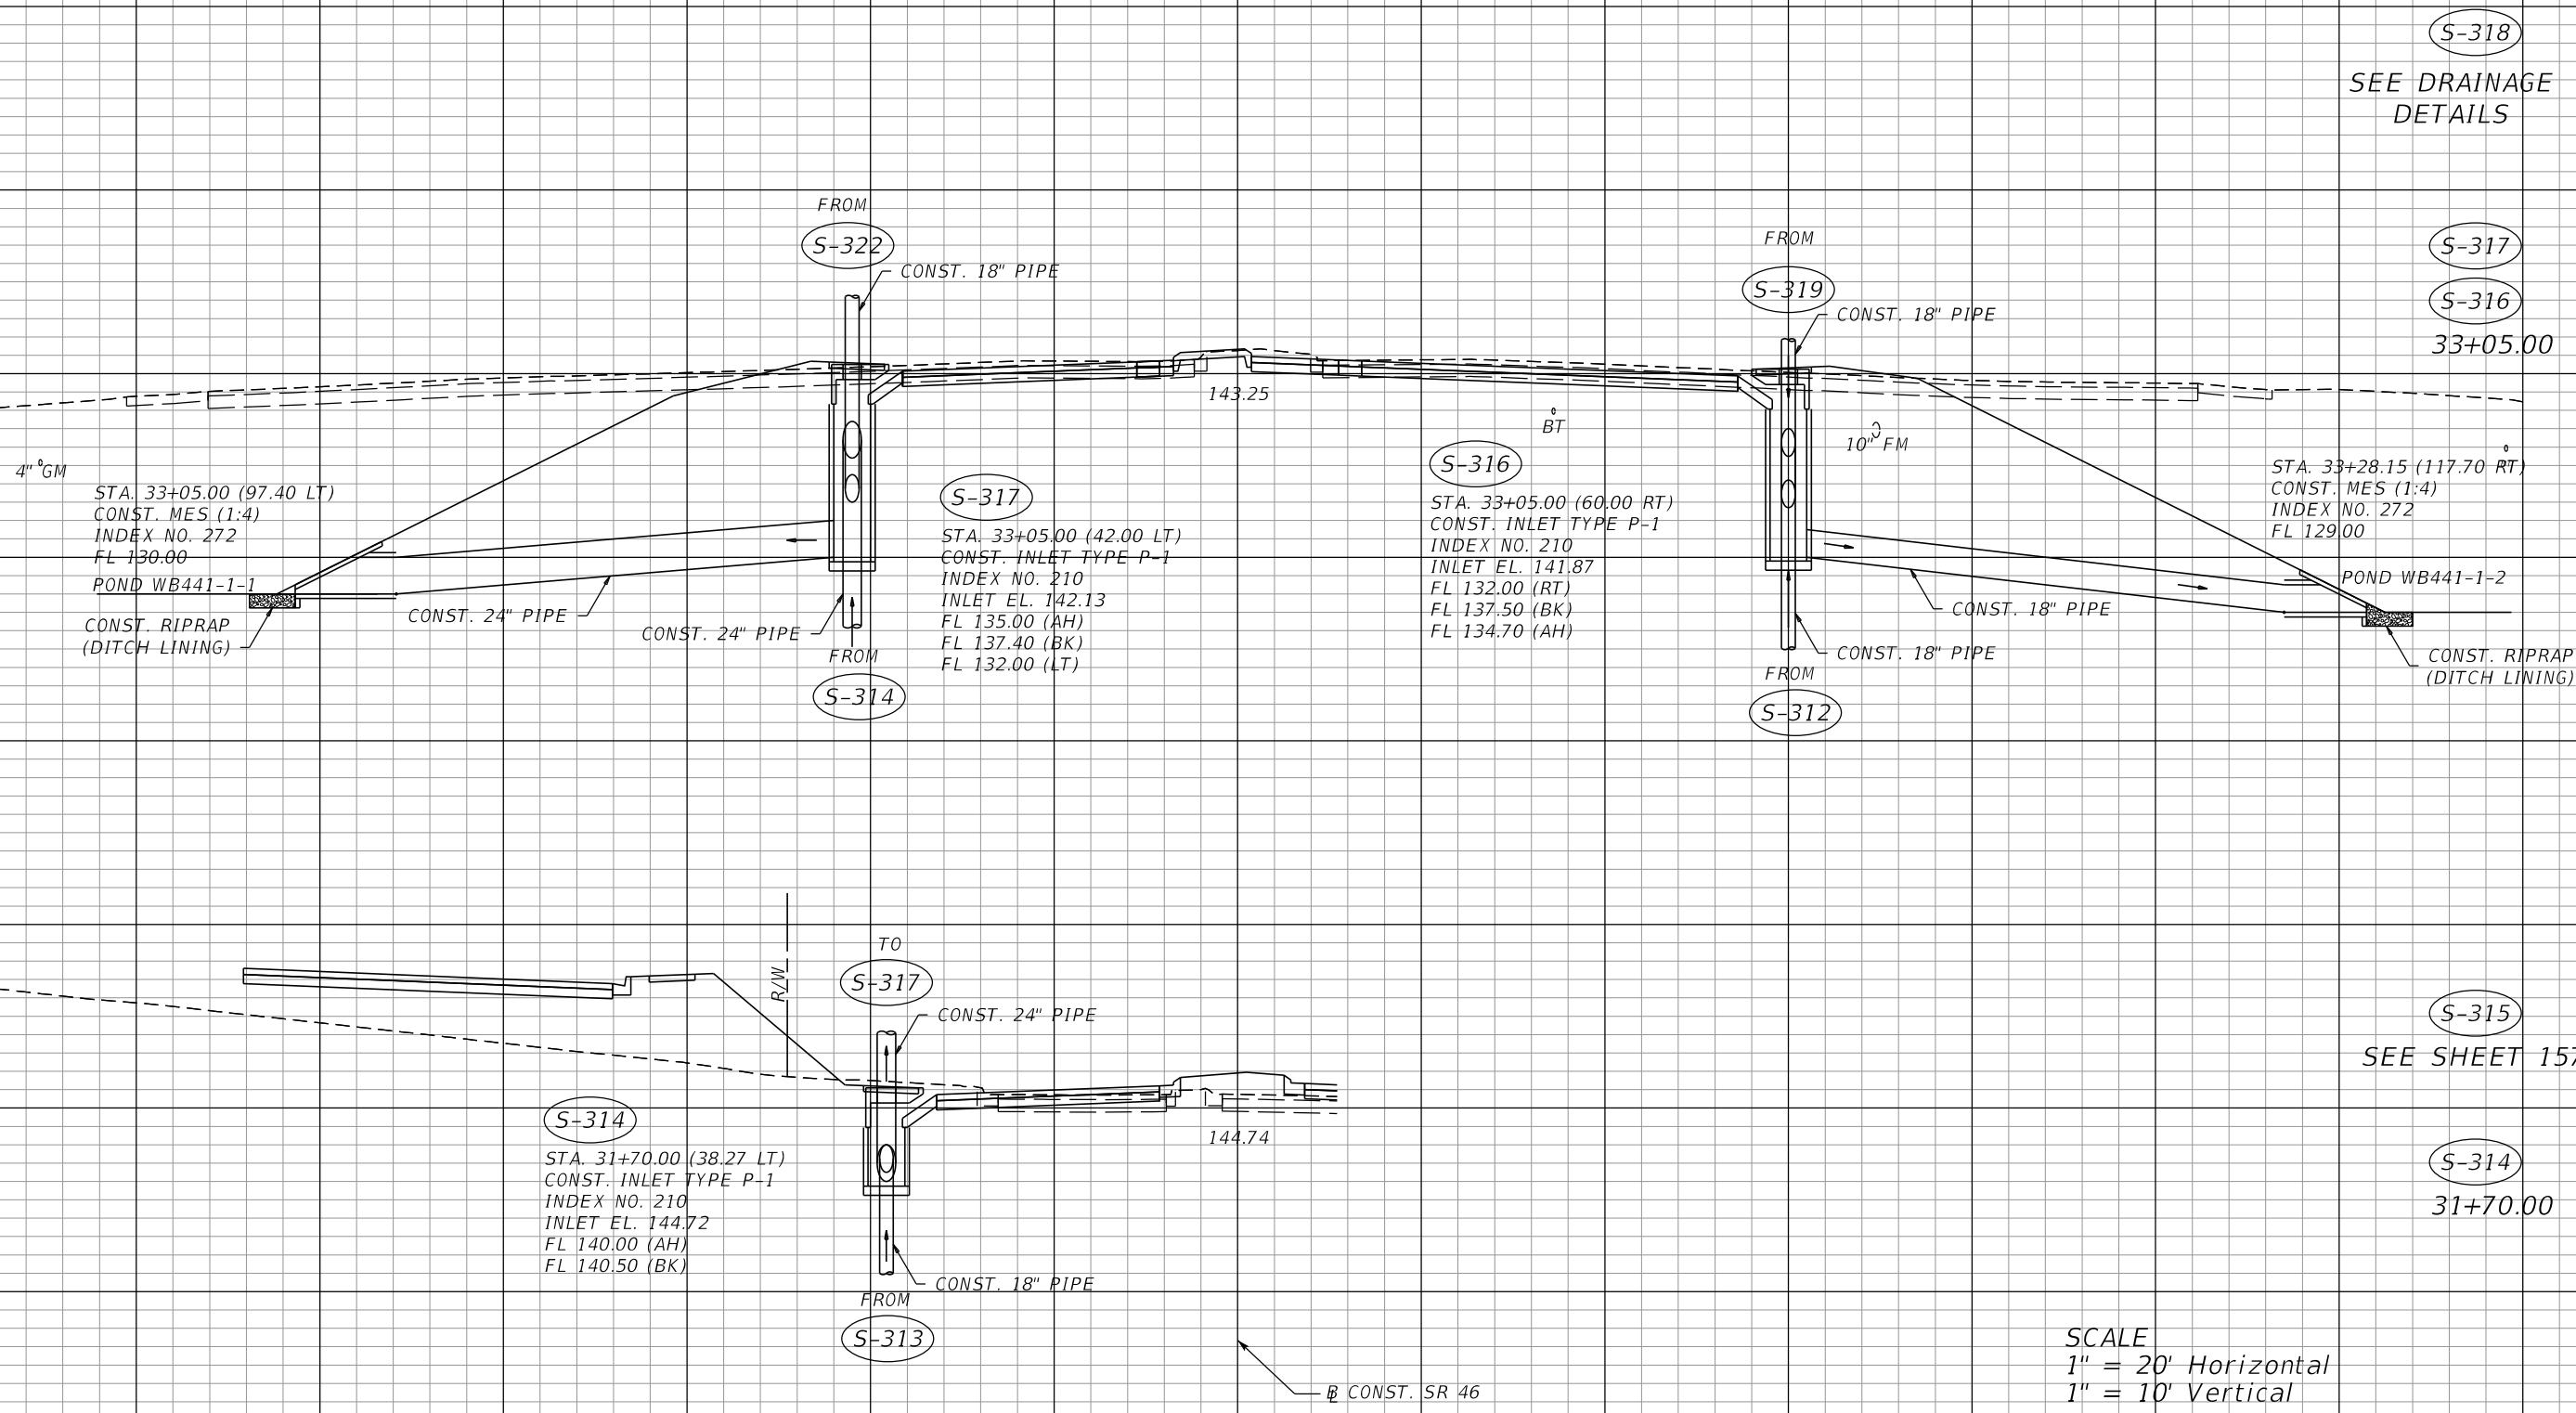 S-318
SEE DRAINAGE
DETAILS
FROM
S-322
CONST. 18" PIPE
FROM
S-319
CONST. 18" PIPE
S-317
S-316
33+05.00
143.25
BT
10" FM
4" GM
STA. 33+05.00 (97.40 LT)
CONST. MES (1:4)
INDEX NO. 272
FL 130.00
POND WB441-1-1
CONST. RIPRAP
(DITCH LINING)
CONST. 24" PIPE
CONST. 24" PIPE
FROM
S-314
S-317
STA. 33+05.00 (42.00 LT)
CONST. INLET TYPE P-1
INDEX NO. 210
INLET EL. 142.13
FL 135.00 (AH)
FL 137.40 (BK)
FL 132.00 (LT)
S-316
STA. 33+05.00 (60.00 RT)
CONST. INLET TYPE P-1
INDEX NO. 210
INLET EL. 141.87
FL 132.00 (RT)
FL 137.50 (BK)
FL 134.70 (AH)
CONST. 18" PIPE
CONST. 18" PIPE
FROM
S-312
STA. 33+28.15 (117.70 RT)
CONST. MES (1:4)
INDEX NO. 272
FL 129.00
POND WB441-1-2
CONST. RIPRAP
(DITCH LINING)
R/W
TO
S-317
CONST. 24" PIPE
S-315
SEE SHEET 157
144.74
S-314
STA. 31+70.00 (38.27 LT)
CONST. INLET TYPE P-1
INDEX NO. 210
INLET EL. 144.72
FL 140.00 (AH)
FL 140.50 (BK)
CONST. 18" PIPE
FROM
S-313
S-314
31+70.00
℄ CONST. SR 46
SCALE
1" = 20' Horizontal
1" = 10' Vertical